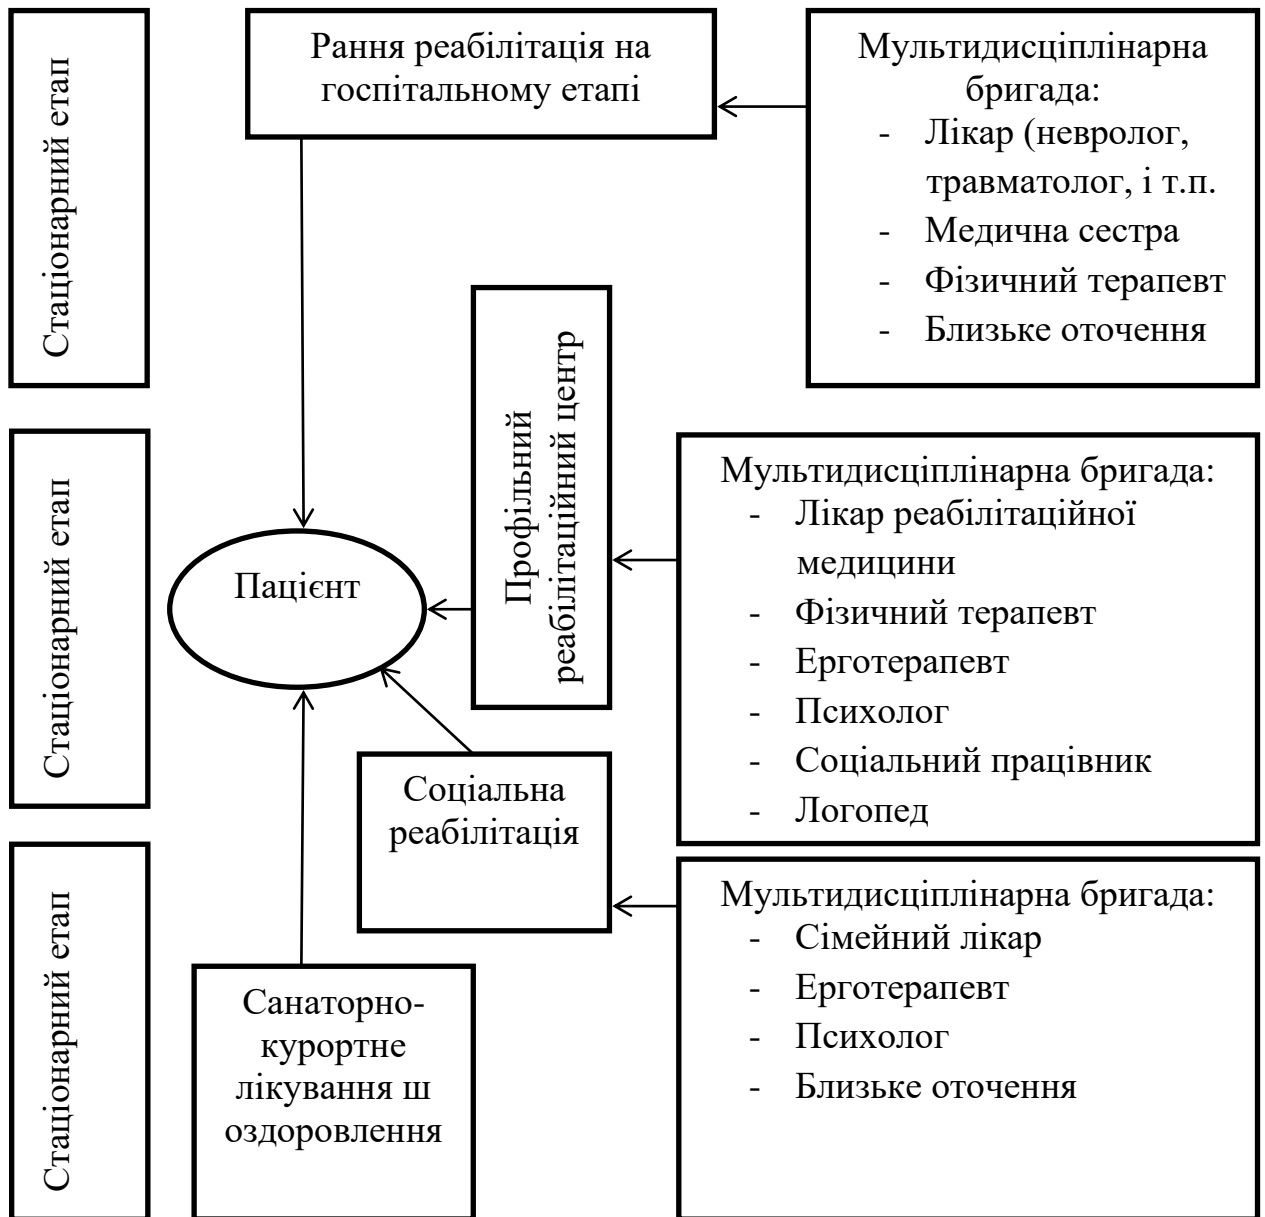 Стаціонарний етап
Рання реабілітація на
госпітальному етапі
Мультидисціплінарна
бригада:
- Лікар (невролог,
травматолог, і т.п.
- Медична сестра
- Фізичний терапевт
- Близьке оточення
Стаціонарний етап
Пацієнт
Профільний
реабілітаційний центр
Мультидисціплінарна бригада:
- Лікар реабілітаційної
медицини
- Фізичний терапевт
- Ерготерапевт
- Психолог
- Соціальний працівник
- Логопед
Соціальна
реабілітація
Стаціонарний етап
Санаторно-
курортне
лікування ш
оздоровлення
Мультидисціплінарна бригада:
- Сімейний лікар
- Ерготерапевт
- Психолог
- Близьке оточення